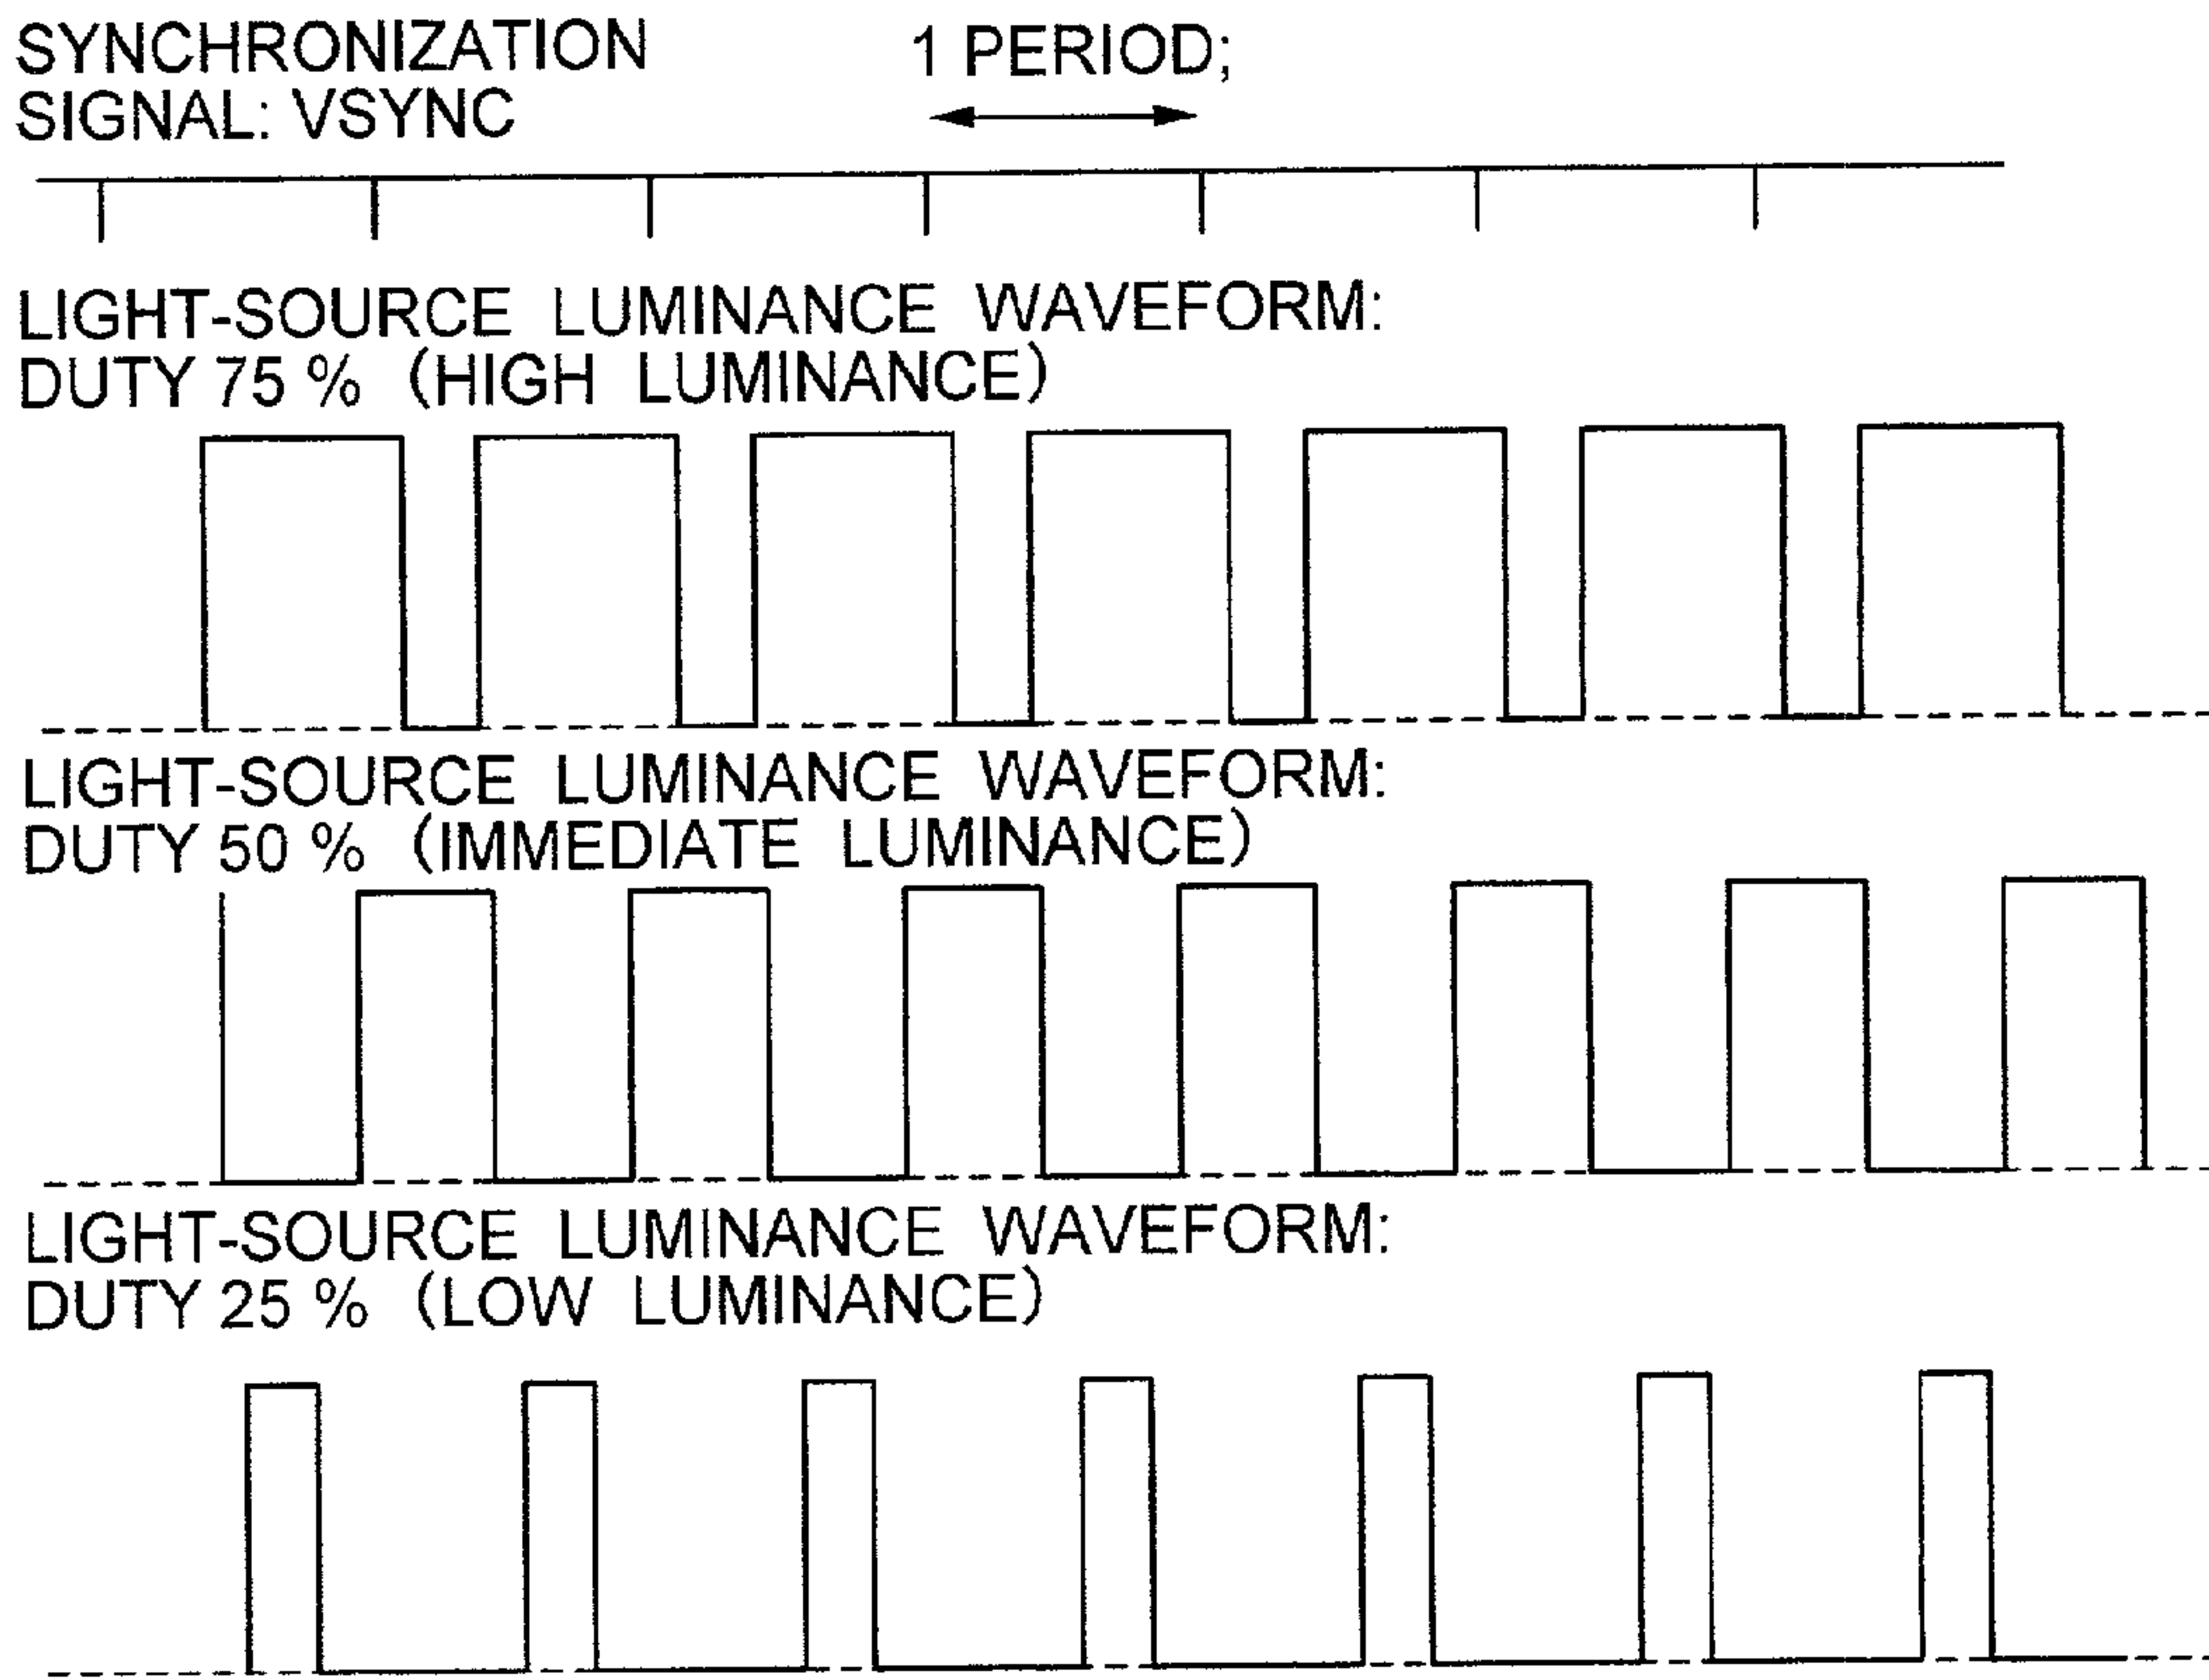 SYNCHRONIZATION
SIGNAL: VSYNC
1 PERIOD;
LIGHT-SOURCE LUMINANCE WAVEFORM:
DUTY 75 % (HIGH LUMINANCE)
LIGHT-SOURCE LUMINANCE WAVEFORM:
DUTY 50 % (IMMEDIATE LUMINANCE)
LIGHT-SOURCE LUMINANCE WAVEFORM:
DUTY 25 % (LOW LUMINANCE)